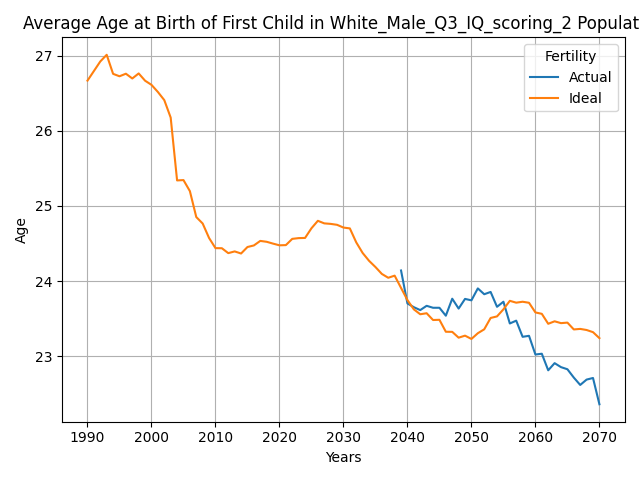 Average Age at Birth of First Child in White_Male_Q3_IQ_scoring_2 Populat
Fertility
Actual
Ideal
27
26
25
24
23
Age
1990 2000 2010 2020 2030 2040 2050 2060 2070
Years